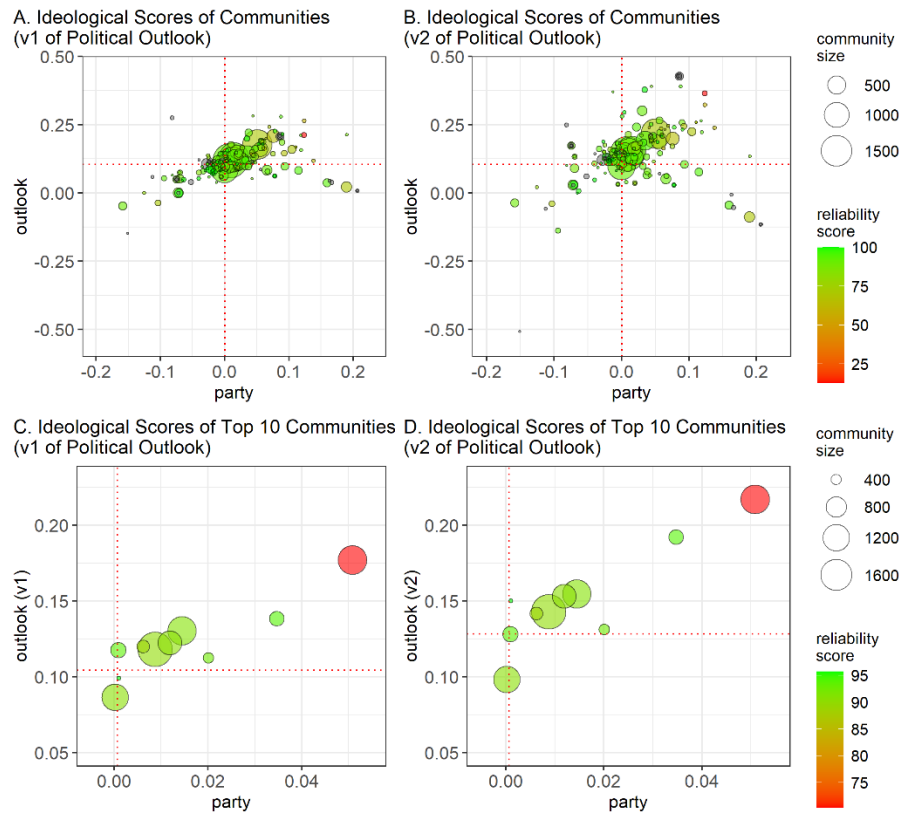 A. Ideological Scores of Communities
(v1 of Political Outlook)
0.50
0.25
0.00
-0.25
-0.50
outlook
-0.2
-0.1
0.0
0.1
0.2
party
B. Ideological Scores of Communities
(v2 of Political Outlook)
0.50
0.25
0.00
-0.25
-0.50
outlook
-0.2
-0.1
0.0
0.1
0.2
party
community
size
500
1000
1500
reliability
score
100
75
50
25
C. Ideological Scores of Top 10 Communities
(v1 of Political Outlook)
0.20
0.15
0.10
0.05
outlook (v1)
0.00
0.02
0.04
party
D. Ideological Scores of Top 10 Communities
(v2 of Political Outlook)
0.20
0.15
0.10
0.05
outlook (v2)
0.00
0.02
0.04
party
community
size
400
800
1200
1600
reliability
score
95
90
85
80
75